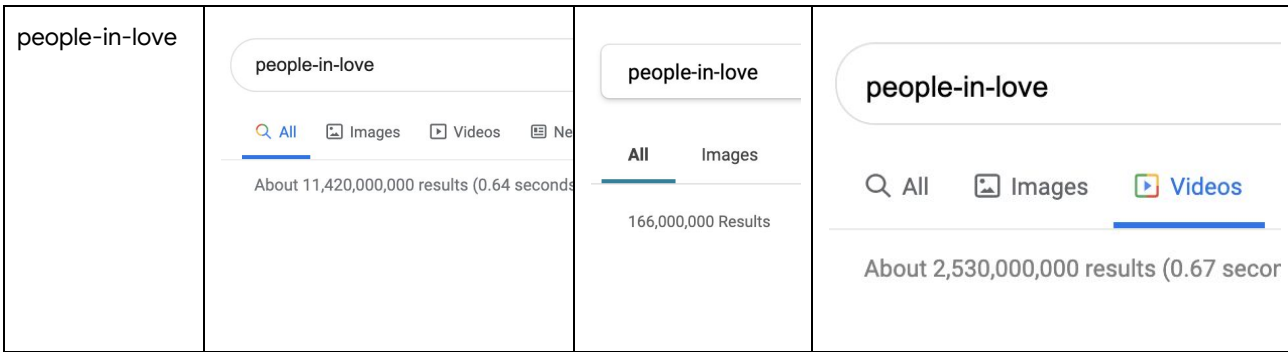 people-in-love
people-in-love
All Images Videos Ne
About 11,420,000,000 results (0.64 seconds
people-in-love
All Images
166,000,000 Results
people-in-love
All Images Videos
About 2,530,000,000 results (0.67 secon